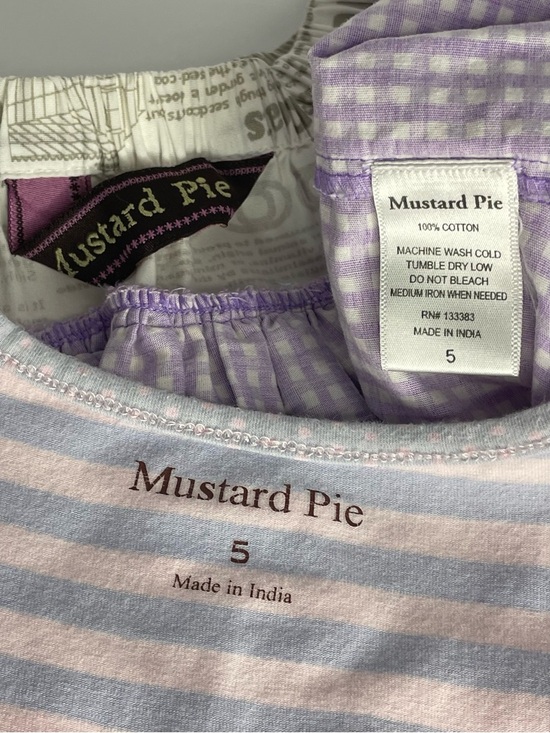 Mustard Pie
Mustard Pie
100% COTTON
MACHINE WASH COLD
TUMBLE DRY LOW
DO NOT BLEACH
MEDIUM IRON WHEN NEEDED
RN# 133383
MADE IN INDIA
5
Mustard Pie
5
Made in India